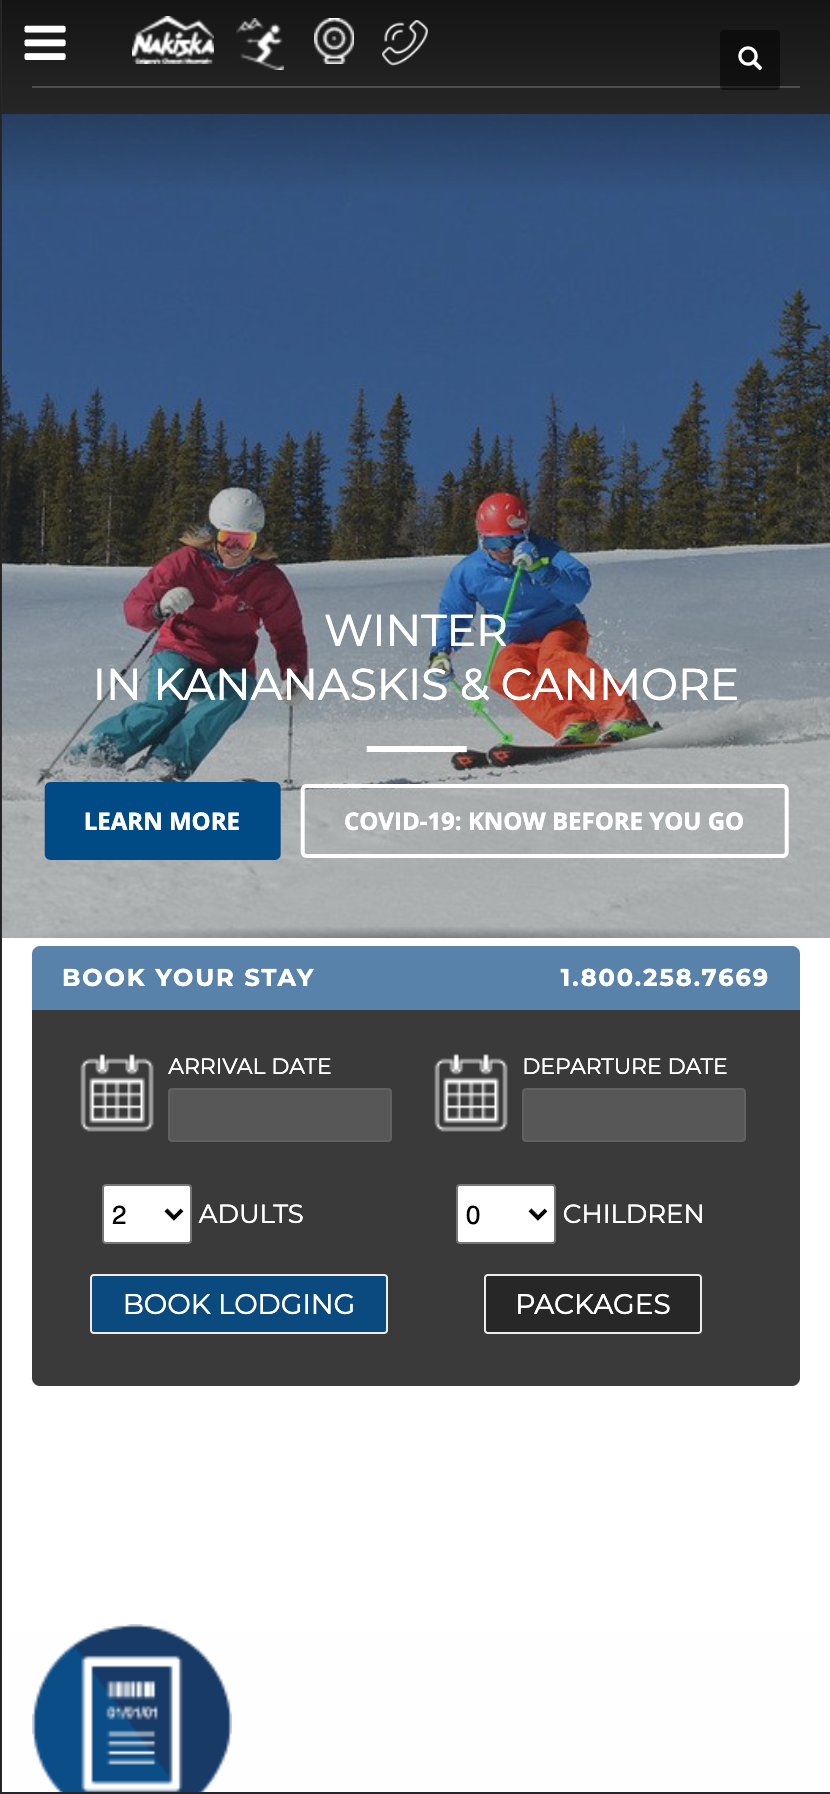 Nakiska
WINTER
IN KANANASKIS & CANMORE
LEARN MORE
COVID-19: KNOW BEFORE YOU GO
BOOK YOUR STAY
1.800.258.7669
ARRIVAL DATE
DEPARTURE DATE
2 ADULTS
0 CHILDREN
BOOK LODGING
PACKAGES
01/01/01